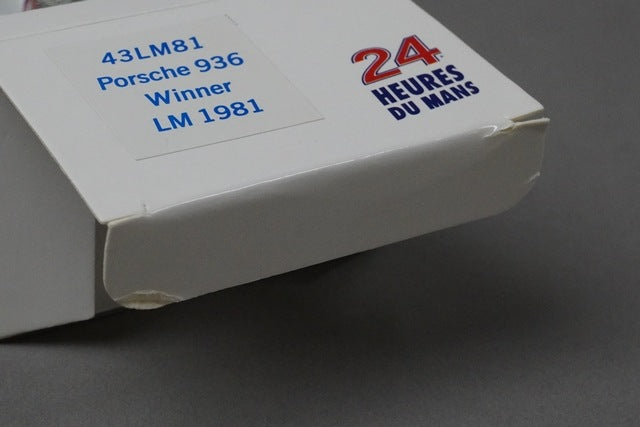 43LM81
Porsche 936
Winner
LM 1981
24
HEURES
DU MANS